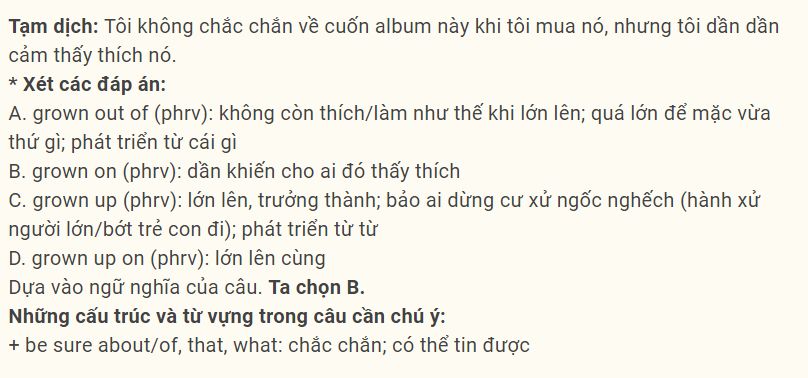 Tạm dịch: Tôi không chắc chắn về cuốn album này khi tôi mua nó, nhưng tôi dần dần
cảm thấy thích nó.
* Xét các đáp án:
A. grown out of (phrv): không còn thích/làm như thế khi lớn lên; quá lớn để mặc vừa
thứ gì; phát triển từ cái gì
B. grown on (phrv): dần khiến cho ai đó thấy thích
C. grown up (phrv): lớn lên, trưởng thành; bảo ai dừng cư xử ngốc nghếch (hành xử
người lớn/bớt trẻ con đi); phát triển từ từ
D. grown up on (phrv): lớn lên cùng
Dựa vào ngữ nghĩa của câu. Ta chọn B.
Những cấu trúc và từ vựng trong câu cần chú ý:
+ be sure about/of, that, what: chắc chắn; có thể tin được